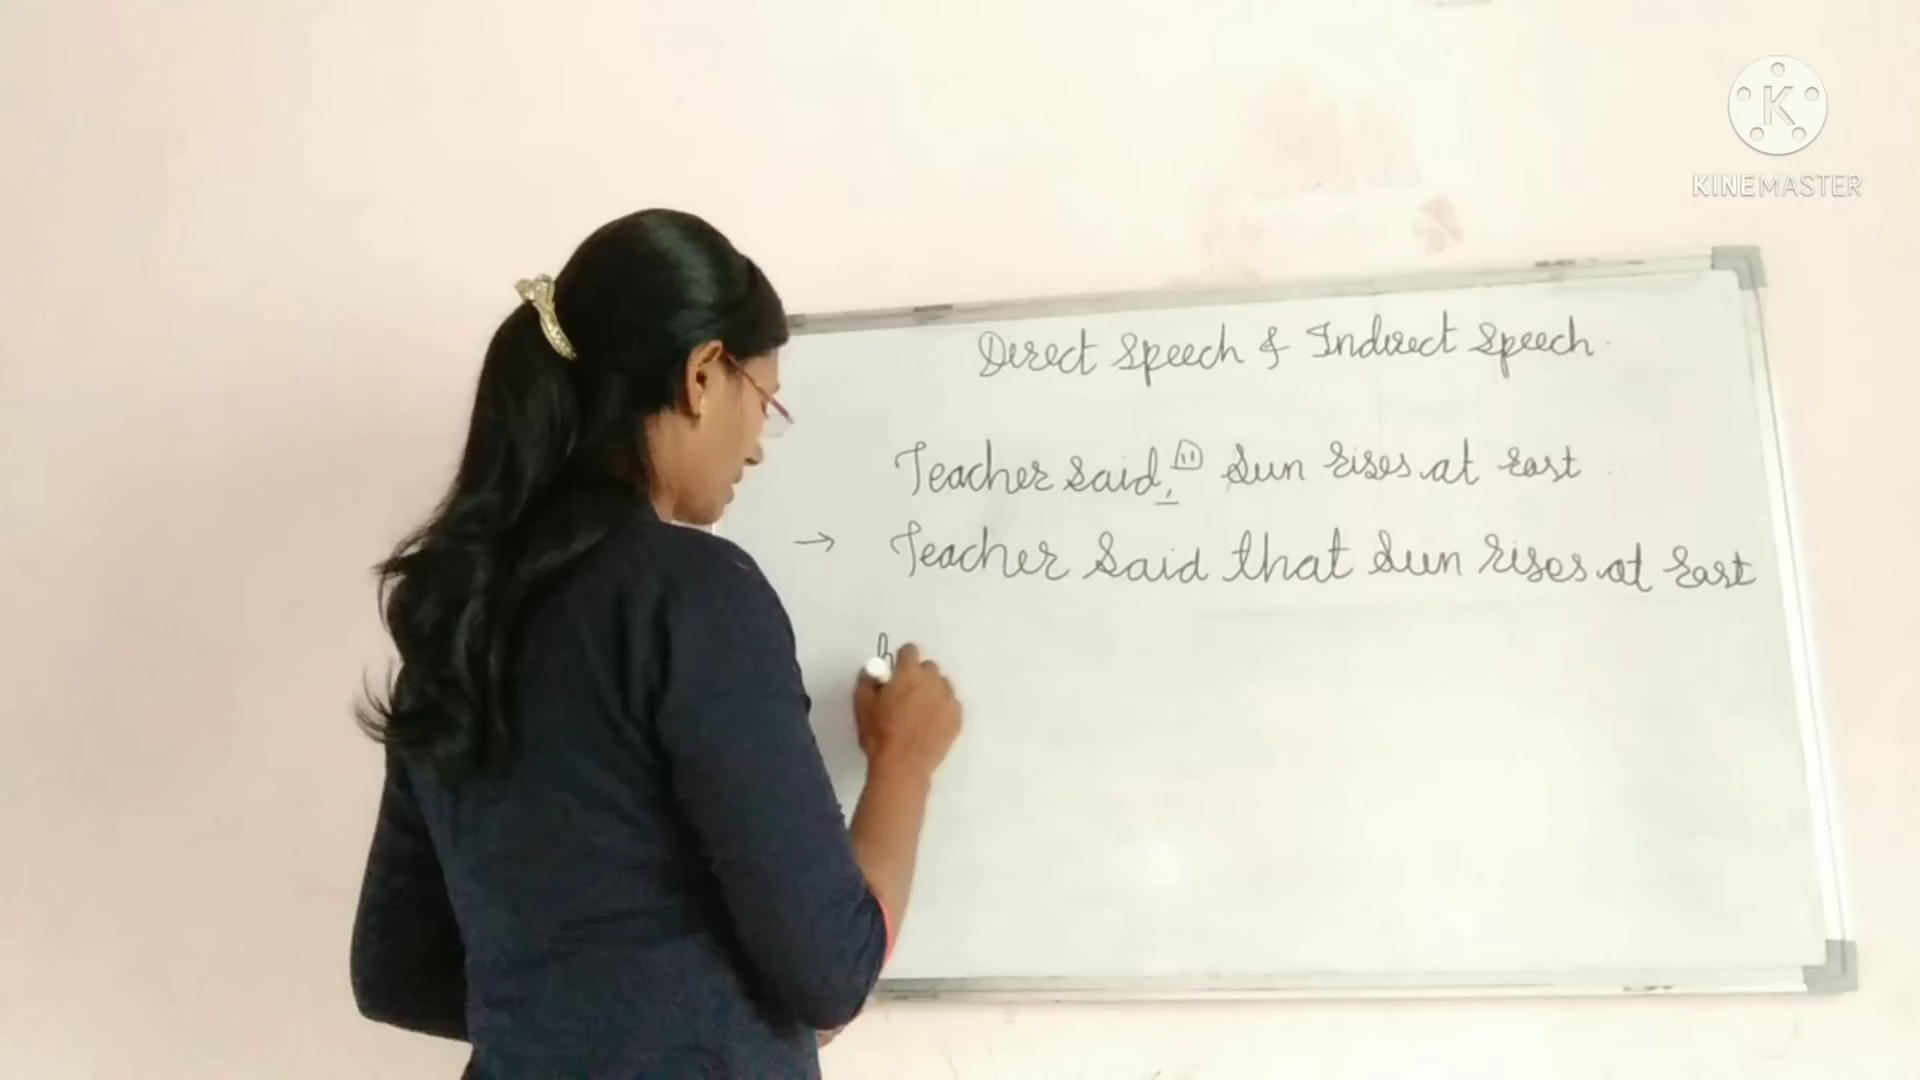 KINEMASTER
Direct Speech & Indirect Speech.
Teacher said, " Sun rises at east
→ Teacher Said that Sun rises at east
h